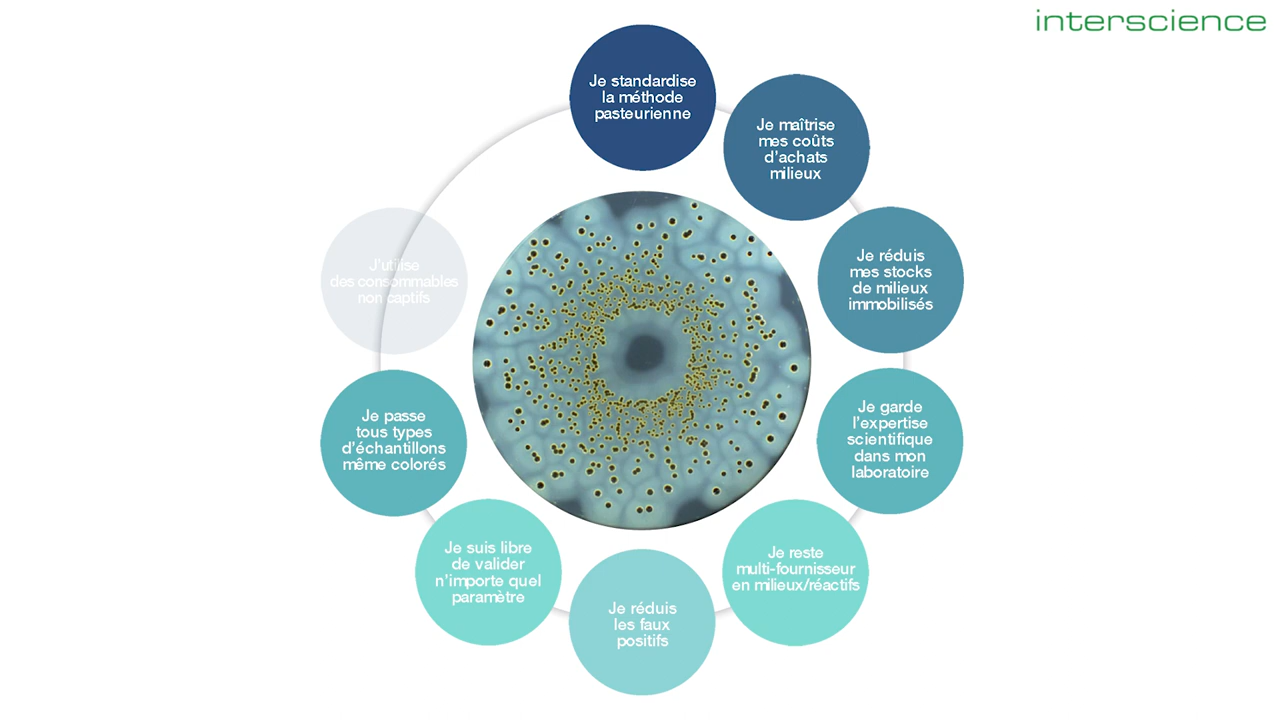 interscience
Je standardise
la méthode
pasteurienne
Je maîtrise
mes coûts
d'achats
milieux
Je réduis
mes stocks
de milieux
immobilisés
Je garde
l'expertise
scientifique
dans mon
laboratoire
Je reste
multi-fournisseur
en milieux/réactifs
Je réduis
les faux
positifs
Je suis libre
de valider
n'importe quel
paramètre
Je passe
tous types
d'échantillons
même colorés
J'utilise
des consommables
non captifs